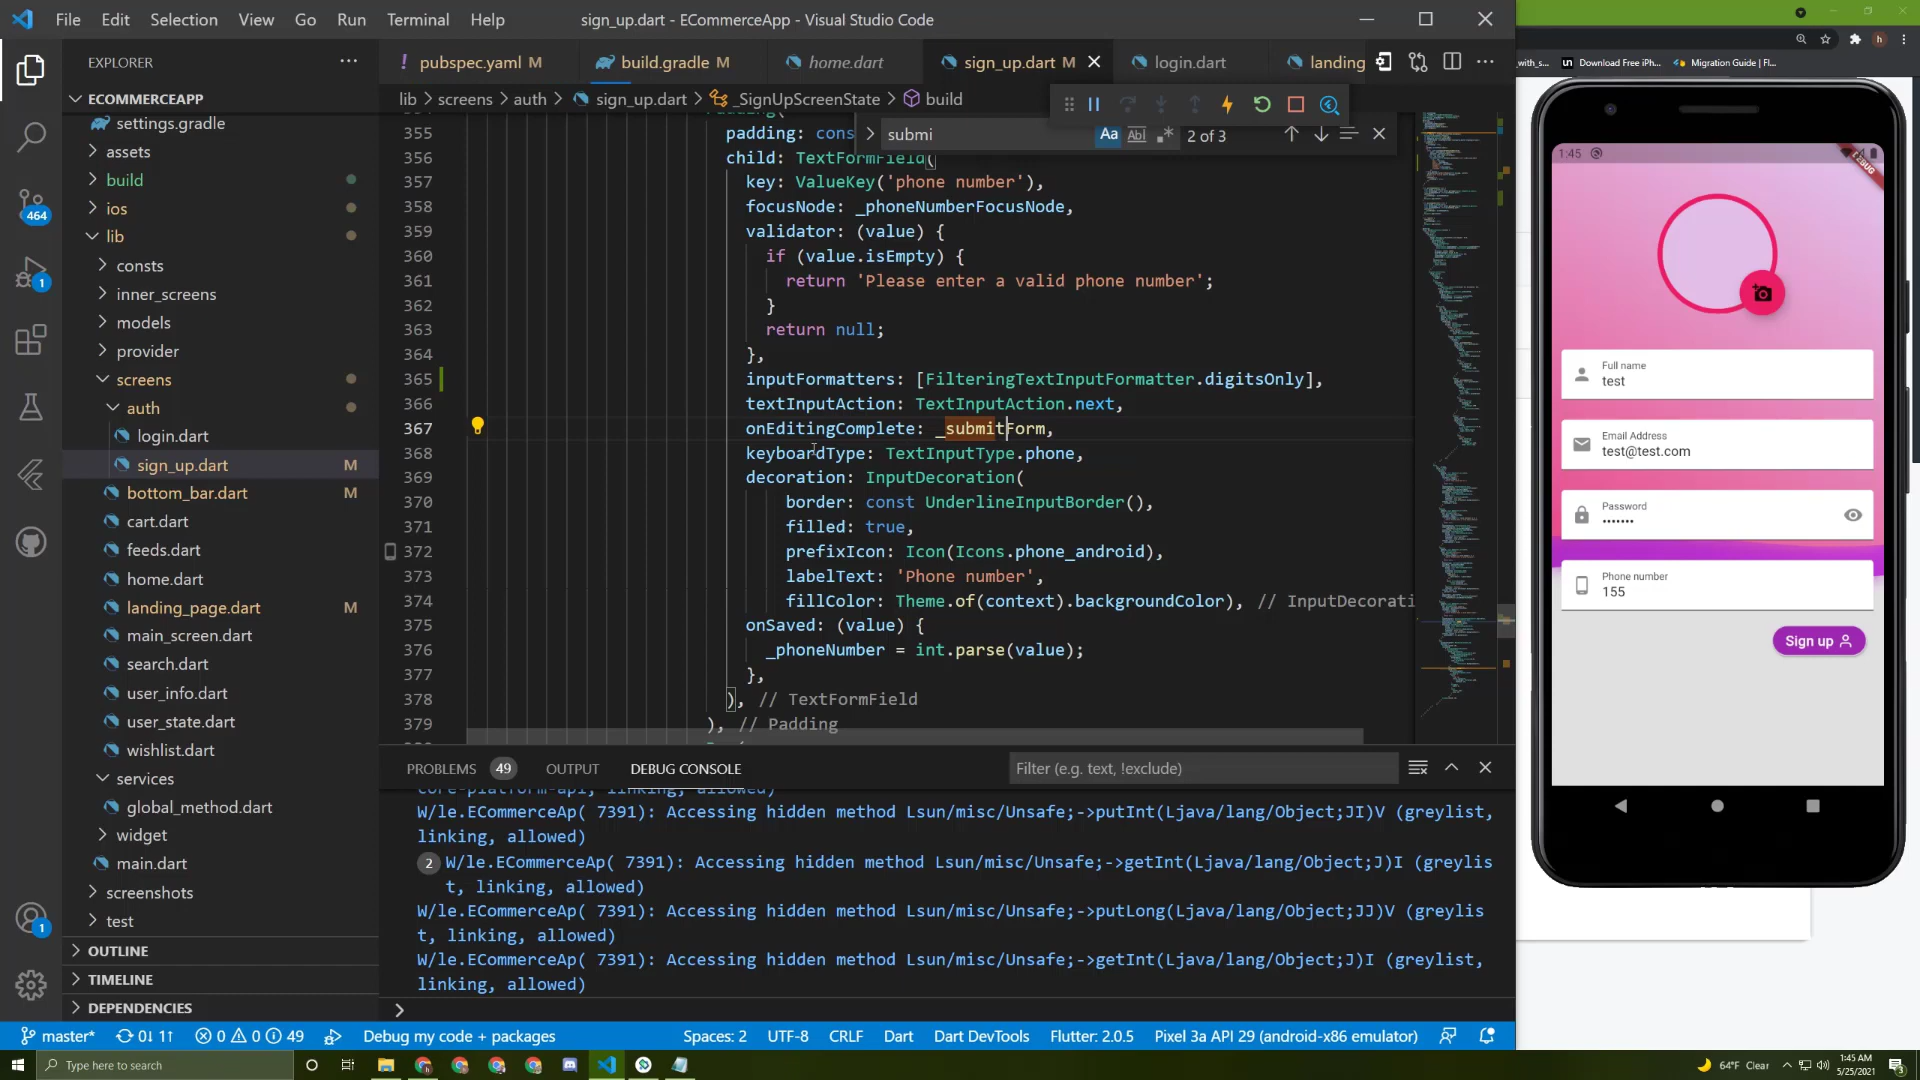 File Edit Selection View Go Run Terminal Help
sign_up.dart - ECommerceApp - Visual Studio Code
EXPLORER
ECOMMERCEAPP
settings.gradle
assets
build
ios
lib
consts
inner_screens
models
provider
screens
auth
login.dart
sign_up.dart M
bottom_bar.dart M
cart.dart
feeds.dart
home.dart
landing_page.dart M
main_screen.dart
search.dart
user_info.dart
user_state.dart
wishlist.dart
services
global_method.dart
widget
main.dart
screenshots
test
OUTLINE
TIMELINE
DEPENDENCIES
464
1
1
! pubspec.yaml M build.gradle M home.dart sign_up.dart M login.dart landing
lib > screens > auth > sign_up.dart > _SignUpScreenState > build
submi Aa Abl 2 of 3
355 padding: cons
356 child: TextFormField(
357 key: ValueKey('phone number'),
358 focusNode: _phoneNumberFocusNode,
359 validator: (value) {
360 if (value.isEmpty) {
361 return 'Please enter a valid phone number';
362 }
363 return null;
364 },
365 inputFormatters: [FilteringTextInputFormatter.digitsOnly],
366 textInputAction: TextInputAction.next,
367 onEditingComplete: _submitForm,
368 keyboardType: TextInputType.phone,
369 decoration: InputDecoration(
370 border: const UnderlineInputBorder(),
371 filled: true,
372 prefixIcon: Icon(Icons.phone_android),
373 labelText: 'Phone number',
374 fillColor: Theme.of(context).backgroundColor), // InputDecorati
375 onSaved: (value) {
376 _phoneNumber = int.parse(value);
377 },
378 ), // TextFormField
379 ), // Padding
PROBLEMS 49 OUTPUT DEBUG CONSOLE Filter (e.g. text, !exclude)
core-platform-api, linking, allowed)
W/le.ECommerceAp( 7391): Accessing hidden method Lsun/misc/Unsafe;->putInt(Ljava/lang/Object;JI)V (greylist,
linking, allowed)
2 W/le.ECommerceAp( 7391): Accessing hidden method Lsun/misc/Unsafe;->getInt(Ljava/lang/Object;J)I (greylis
t, linking, allowed)
W/le.ECommerceAp( 7391): Accessing hidden method Lsun/misc/Unsafe;->putLong(Ljava/lang/Object;JJ)V (greylis
t, linking, allowed)
W/le.ECommerceAp( 7391): Accessing hidden method Lsun/misc/Unsafe;->getInt(Ljava/lang/Object;J)I (greylist,
linking, allowed)
master* 0↓ 1↑ 0 0 49 Debug my code + packages Spaces: 2 UTF-8 CRLF Dart Dart DevTools Flutter: 2.0.5 Pixel 3a API 29 (android-x86 emulator)
h
_with_s... un Download Free iPh... Migration Guide | Fl...
1:45
DEBUG
Full name
test
Email Address
test@test.com
Password
•••••••
Phone number
155
Sign up
Type here to search
64°F Clear
1:45 AM
5/25/2021
3